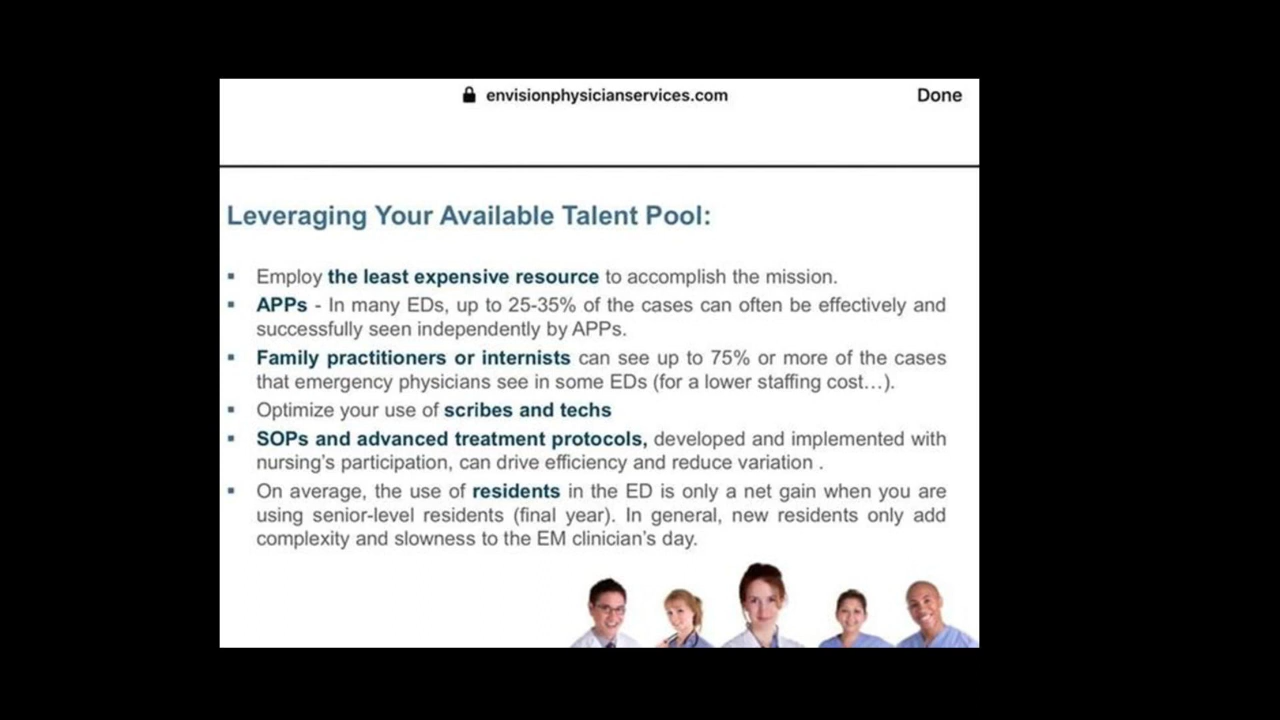 envisionphysicianservices.com Done
Leveraging Your Available Talent Pool:
▪ Employ the least expensive resource to accomplish the mission.
▪ APPs - In many EDs, up to 25-35% of the cases can often be effectively and
successfully seen independently by APPs.
▪ Family practitioners or internists can see up to 75% or more of the cases
that emergency physicians see in some EDs (for a lower staffing cost…).
▪ Optimize your use of scribes and techs
▪ SOPs and advanced treatment protocols, developed and implemented with
nursing's participation, can drive efficiency and reduce variation .
▪ On average, the use of residents in the ED is only a net gain when you are
using senior-level residents (final year). In general, new residents only add
complexity and slowness to the EM clinician's day.